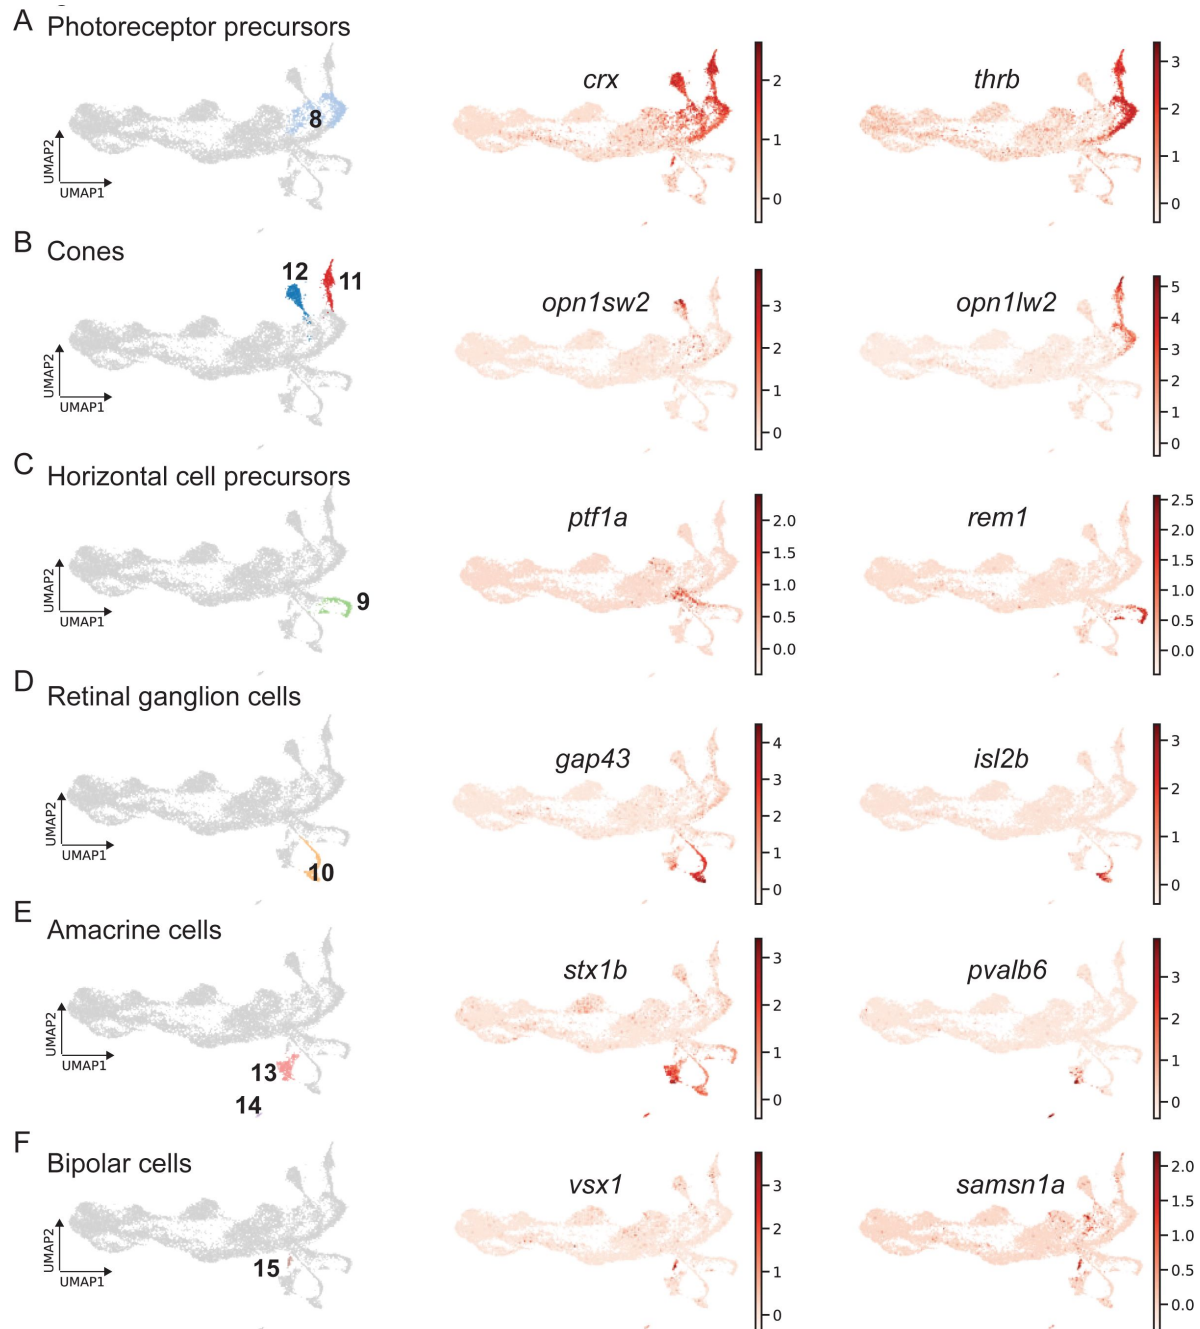 A Photoreceptor precursors
crx
thrb
8
UMAP2
UMAP1
2
1
0
3
2
1
0
B Cones
12
11
opn1sw2
opn1lw2
UMAP2
UMAP1
3
2
1
0
5
4
3
2
1
0
C Horizontal cell precursors
ptf1a
rem1
9
UMAP2
UMAP1
2.0
1.5
1.0
0.5
0.0
2.5
2.0
1.5
1.0
0.5
0.0
D Retinal ganglion cells
gap43
isl2b
10
UMAP2
UMAP1
4
3
2
1
0
3
2
1
0
E Amacrine cells
stx1b
pvalb6
13
14
UMAP2
UMAP1
3
2
1
0
3
2
1
0
F Bipolar cells
vsx1
samsn1a
15
UMAP2
UMAP1
3
2
1
0
2.0
1.5
1.0
0.5
0.0